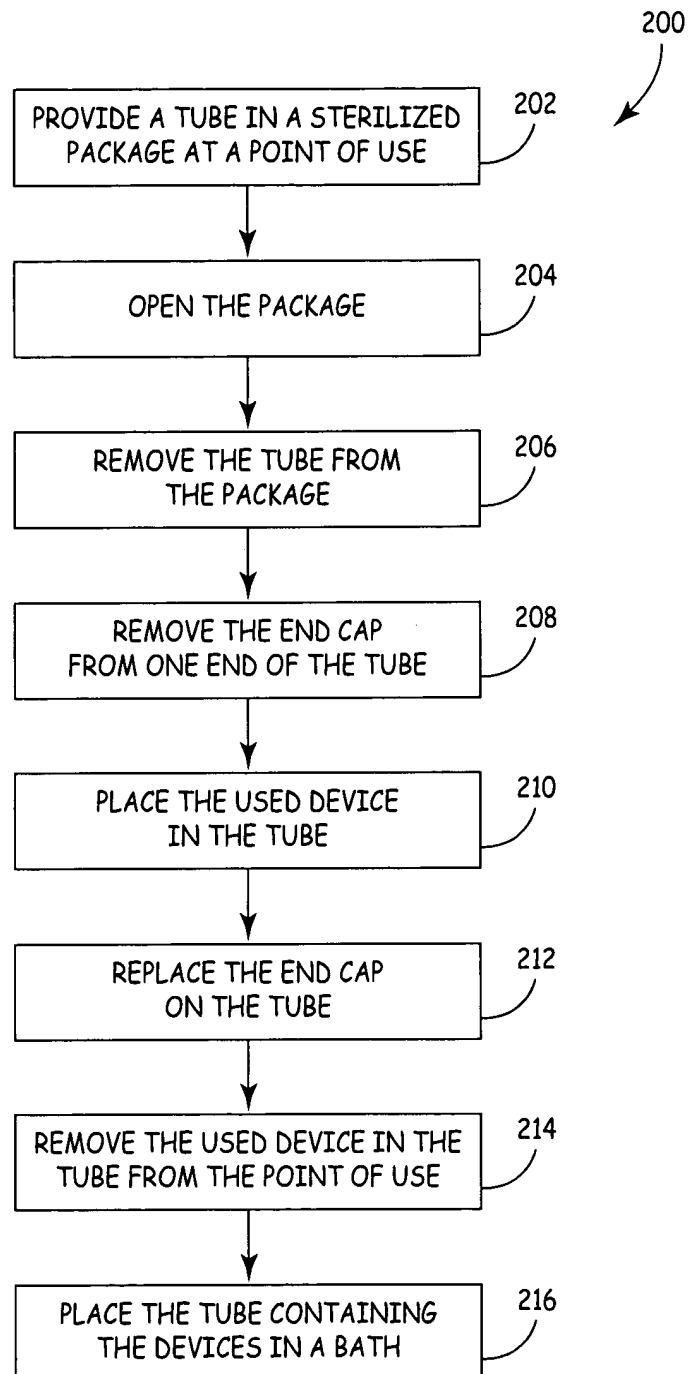 200
PROVIDE A TUBE IN A STERILIZED
PACKAGE AT A POINT OF USE
202
OPEN THE PACKAGE
204
REMOVE THE TUBE FROM
THE PACKAGE
206
REMOVE THE END CAP
FROM ONE END OF THE TUBE
208
PLACE THE USED DEVICE
IN THE TUBE
210
REPLACE THE END CAP
ON THE TUBE
212
REMOVE THE USED DEVICE IN THE
TUBE FROM THE POINT OF USE
214
PLACE THE TUBE CONTAINING
THE DEVICES IN A BATH
216